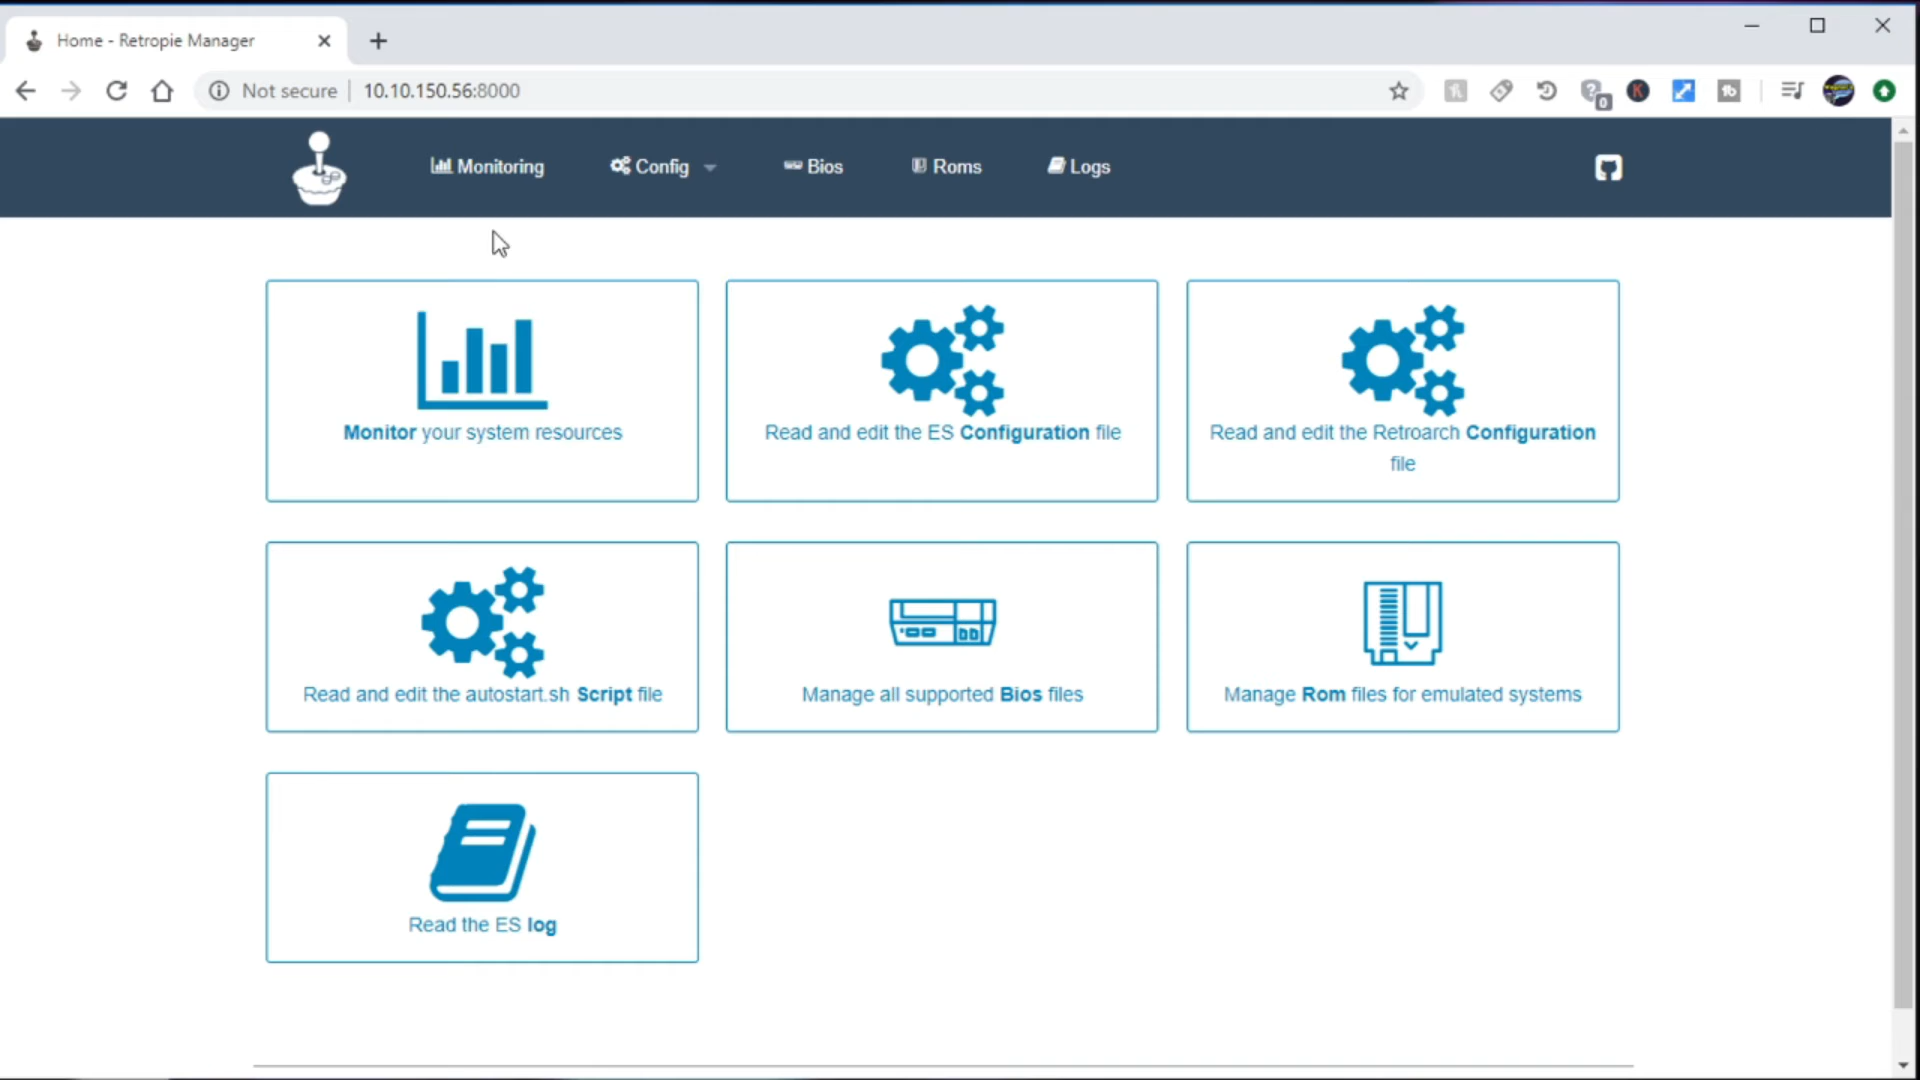 Home - Retropie Manager
Not secure
10.10.150.56:8000
0
K
Monitoring
Config
Bios
Roms
Logs
Monitor your system resources
Read and edit the ES Configuration file
Read and edit the Retroarch Configuration
file
Read and edit the autostart.sh Script file
Manage all supported Bios files
Manage Rom files for emulated systems
Read the ES log